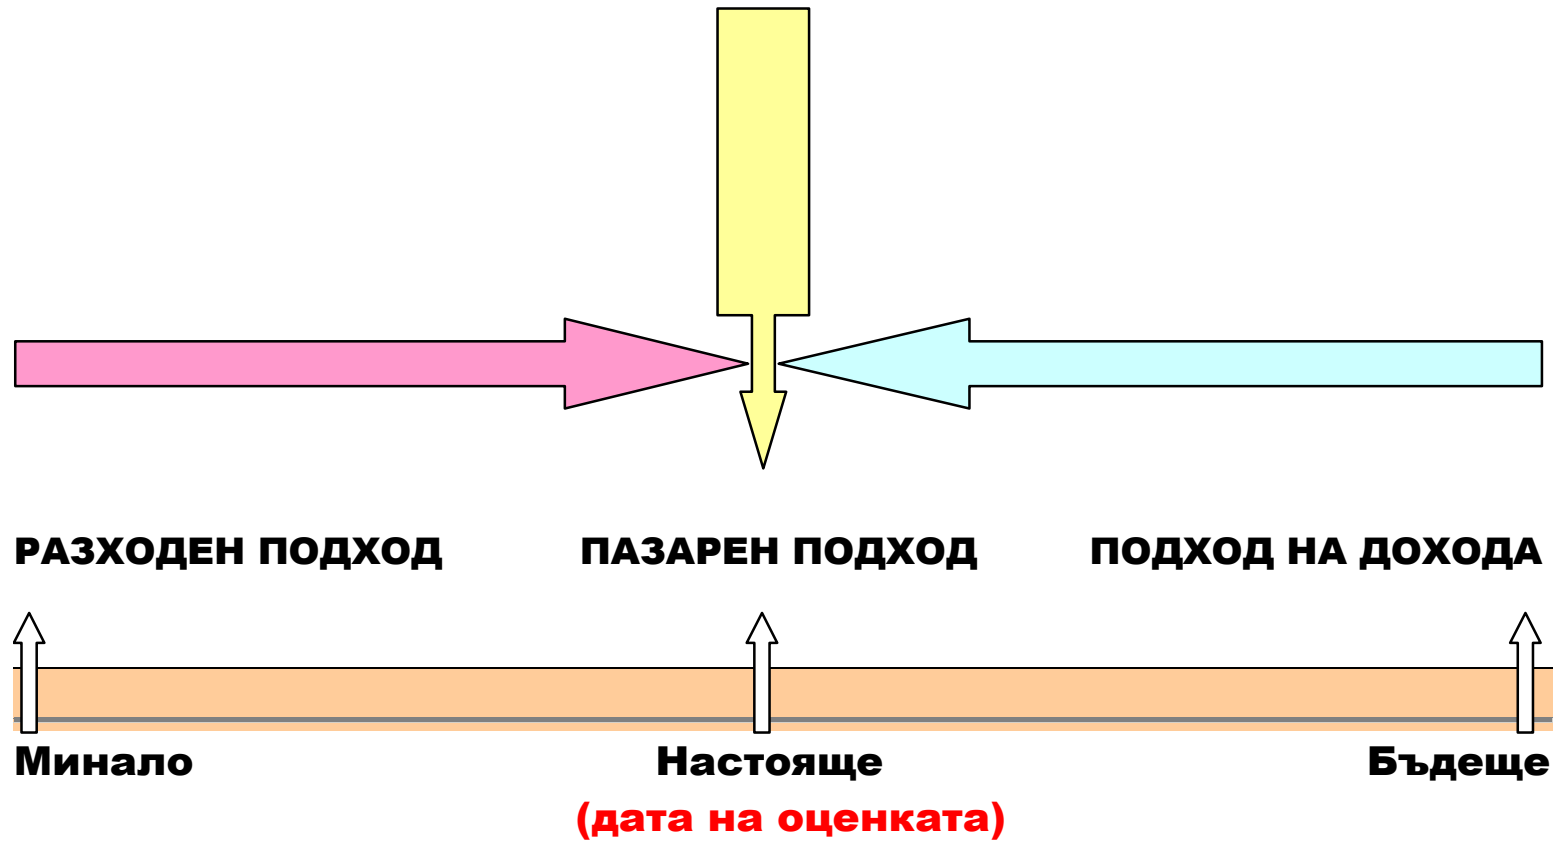 РАЗХОДЕН ПОДХОД ПАЗАРЕН ПОДХОД ПОДХОД НА ДОХОДА
Минало Настояще Бъдеще
(дата на оценката)